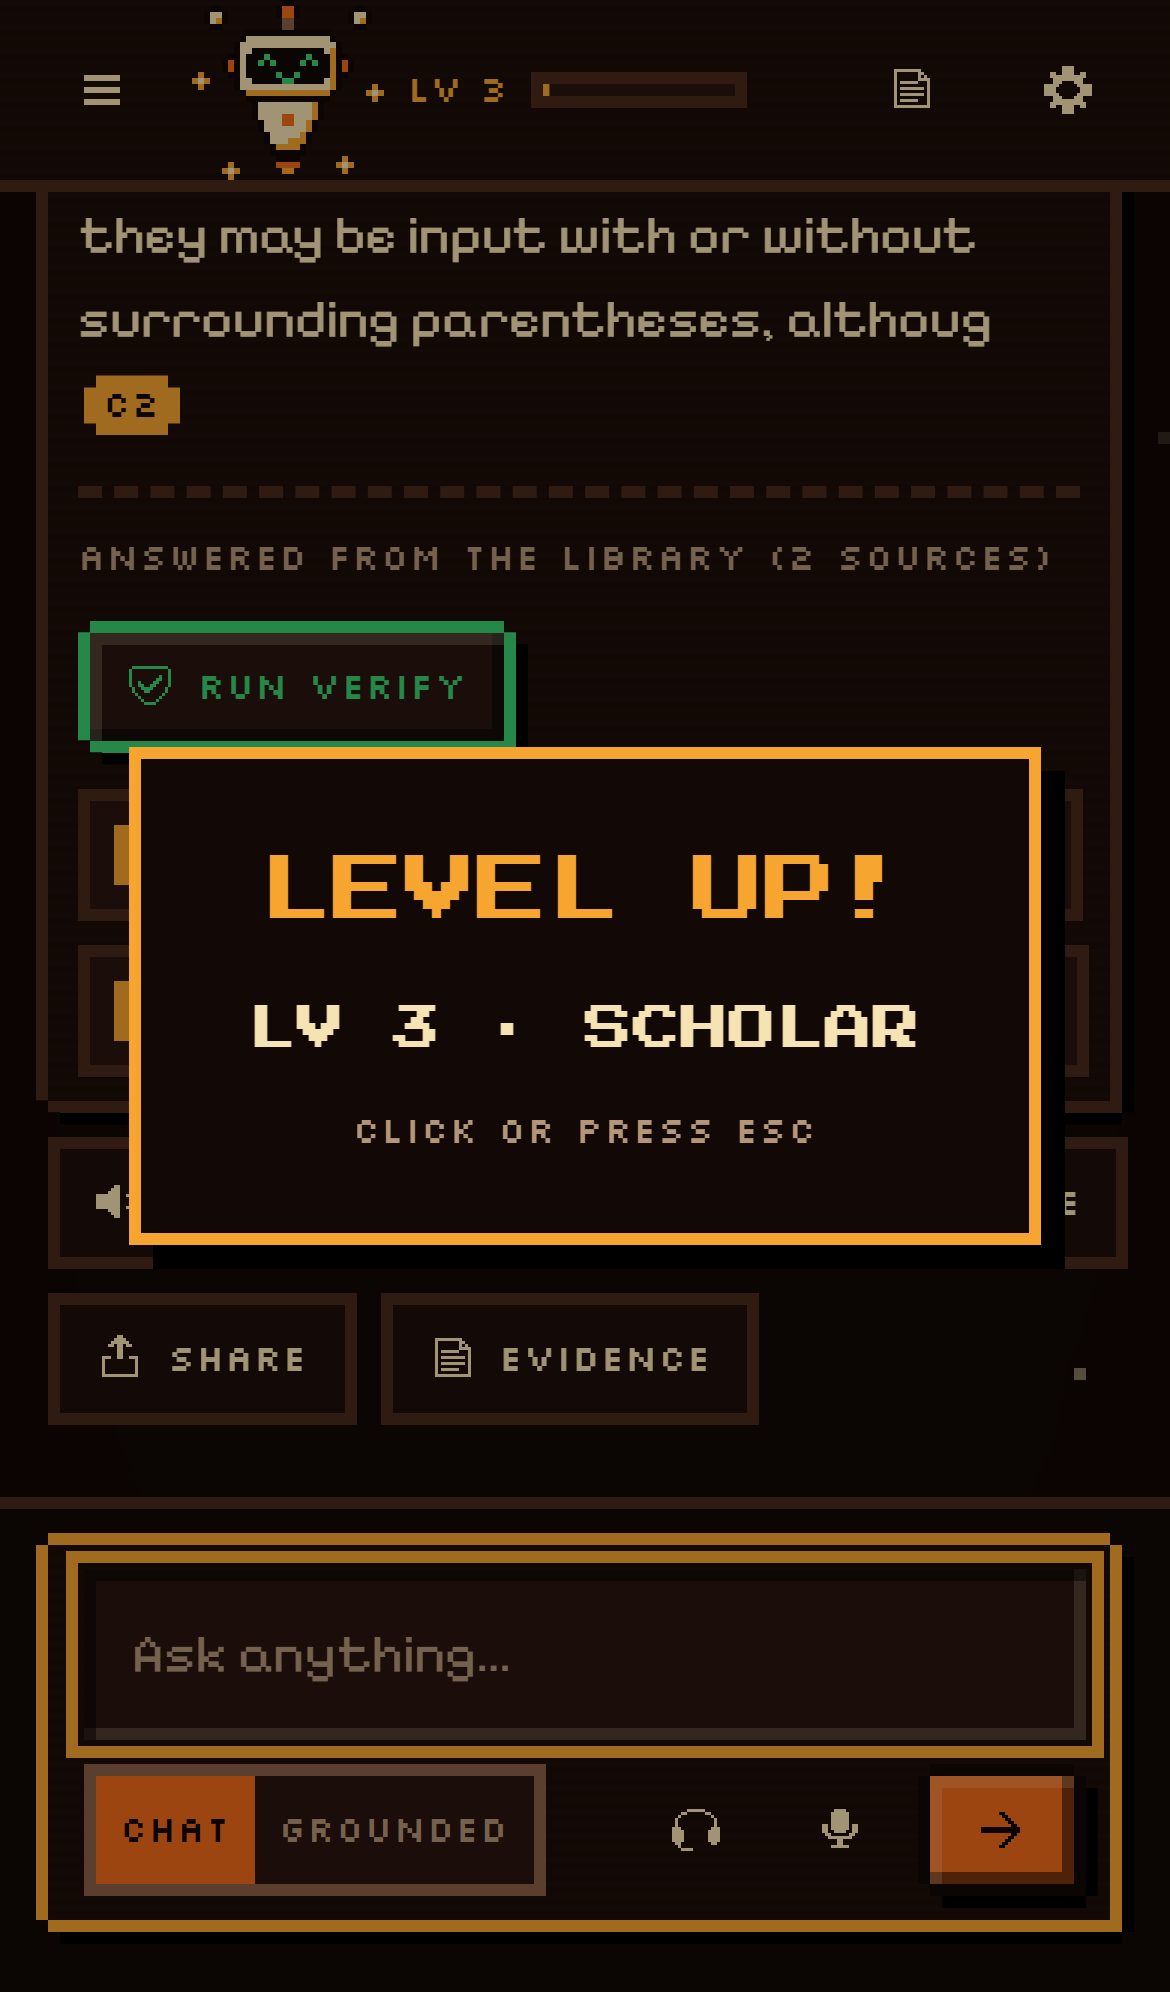 LV 3
they may be input with or without
surrounding parentheses, althoug
C2
ANSWERED FROM THE LIBRARY (2 SOURCES)
RUN VERIFY
LEVEL UP!
LV 3 · SCHOLAR
CLICK OR PRESS ESC
SHARE
EVIDENCE
Ask anything...
CHAT
GROUNDED